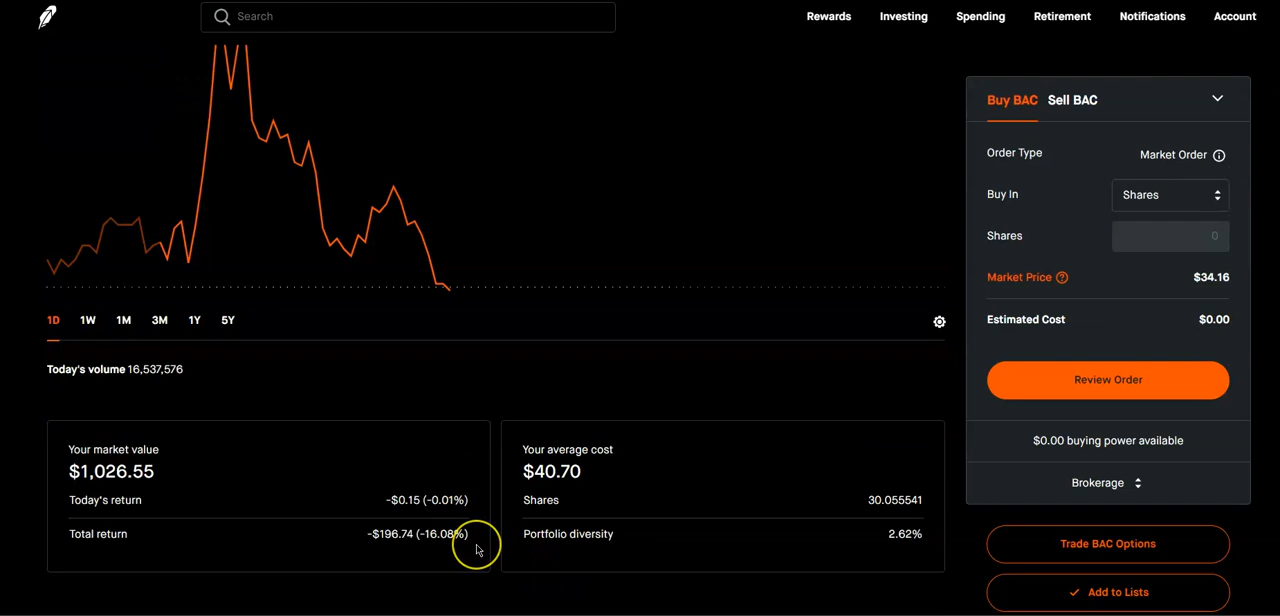 Search
Rewards
Investing
Spending
Retirement
Notifications
Account
1D
1W
1M
3M
1Y
5Y
Today's volume 16,537,576
Your market value
$1,026.55
Today's return
-$0.15 (-0.01%)
Total return
-$196.74 (-16.08%)
Your average cost
$40.70
Shares
30.055541
Portfolio diversity
2.62%
Buy BAC
Sell BAC
Order Type
Market Order
Buy In
Shares
Shares
0
Market Price
$34.16
Estimated Cost
$0.00
Review Order
$0.00 buying power available
Brokerage
Trade BAC Options
Add to Lists